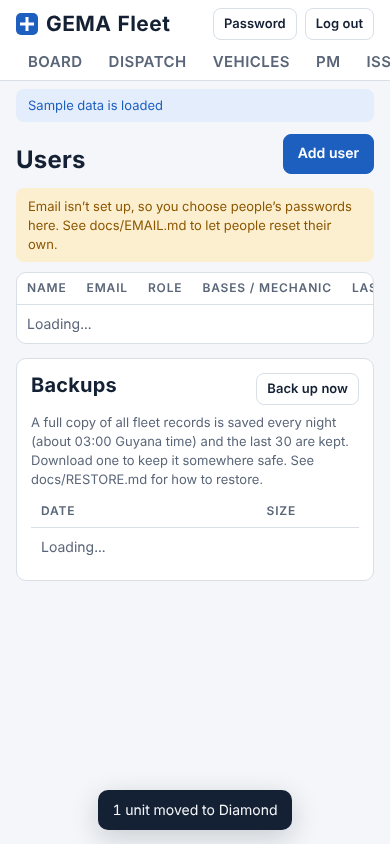 GEMA Fleet
Password
Log out
BOARD DISPATCH VEHICLES PM ISS
Sample data is loaded
Users
Add user
Email isn’t set up, so you choose people’s passwords
here. See docs/EMAIL.md to let people reset their
own.
NAME EMAIL ROLE BASES / MECHANIC LAS
Loading…
Backups
Back up now
A full copy of all fleet records is saved every night
(about 03:00 Guyana time) and the last 30 are kept.
Download one to keep it somewhere safe. See
docs/RESTORE.md for how to restore.
DATE SIZE
Loading…
1 unit moved to Diamond